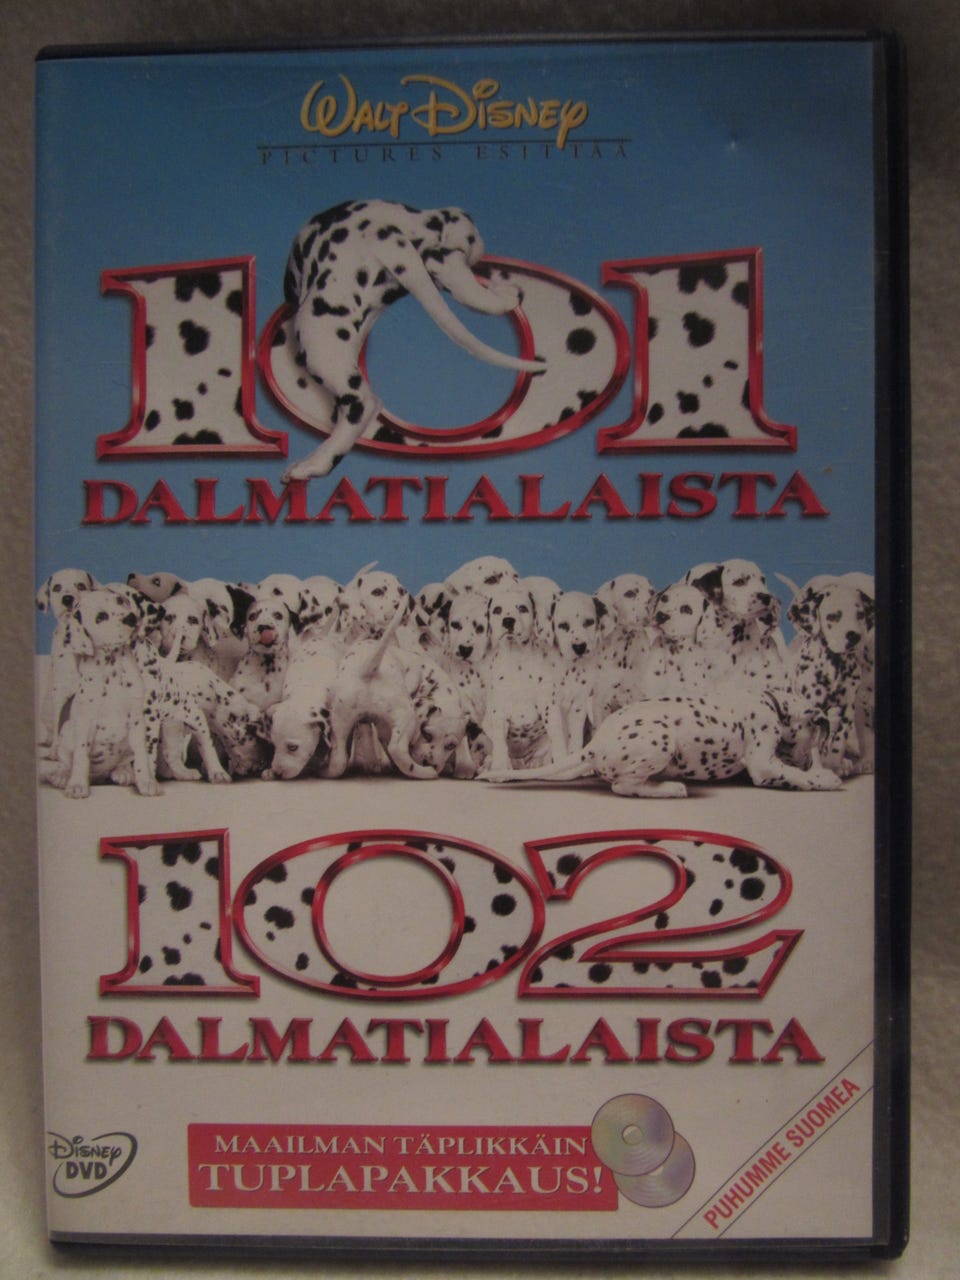 WALT DISNEY
PICTURES ESITTÄÄ
101
DALMATIALAISTA
102
DALMATIALAISTA
DISNEY
DVD
MAAILMAN TÄPLIKKÄIN
TUPLAPAKKAUS!
PUHUMME SUOMEA